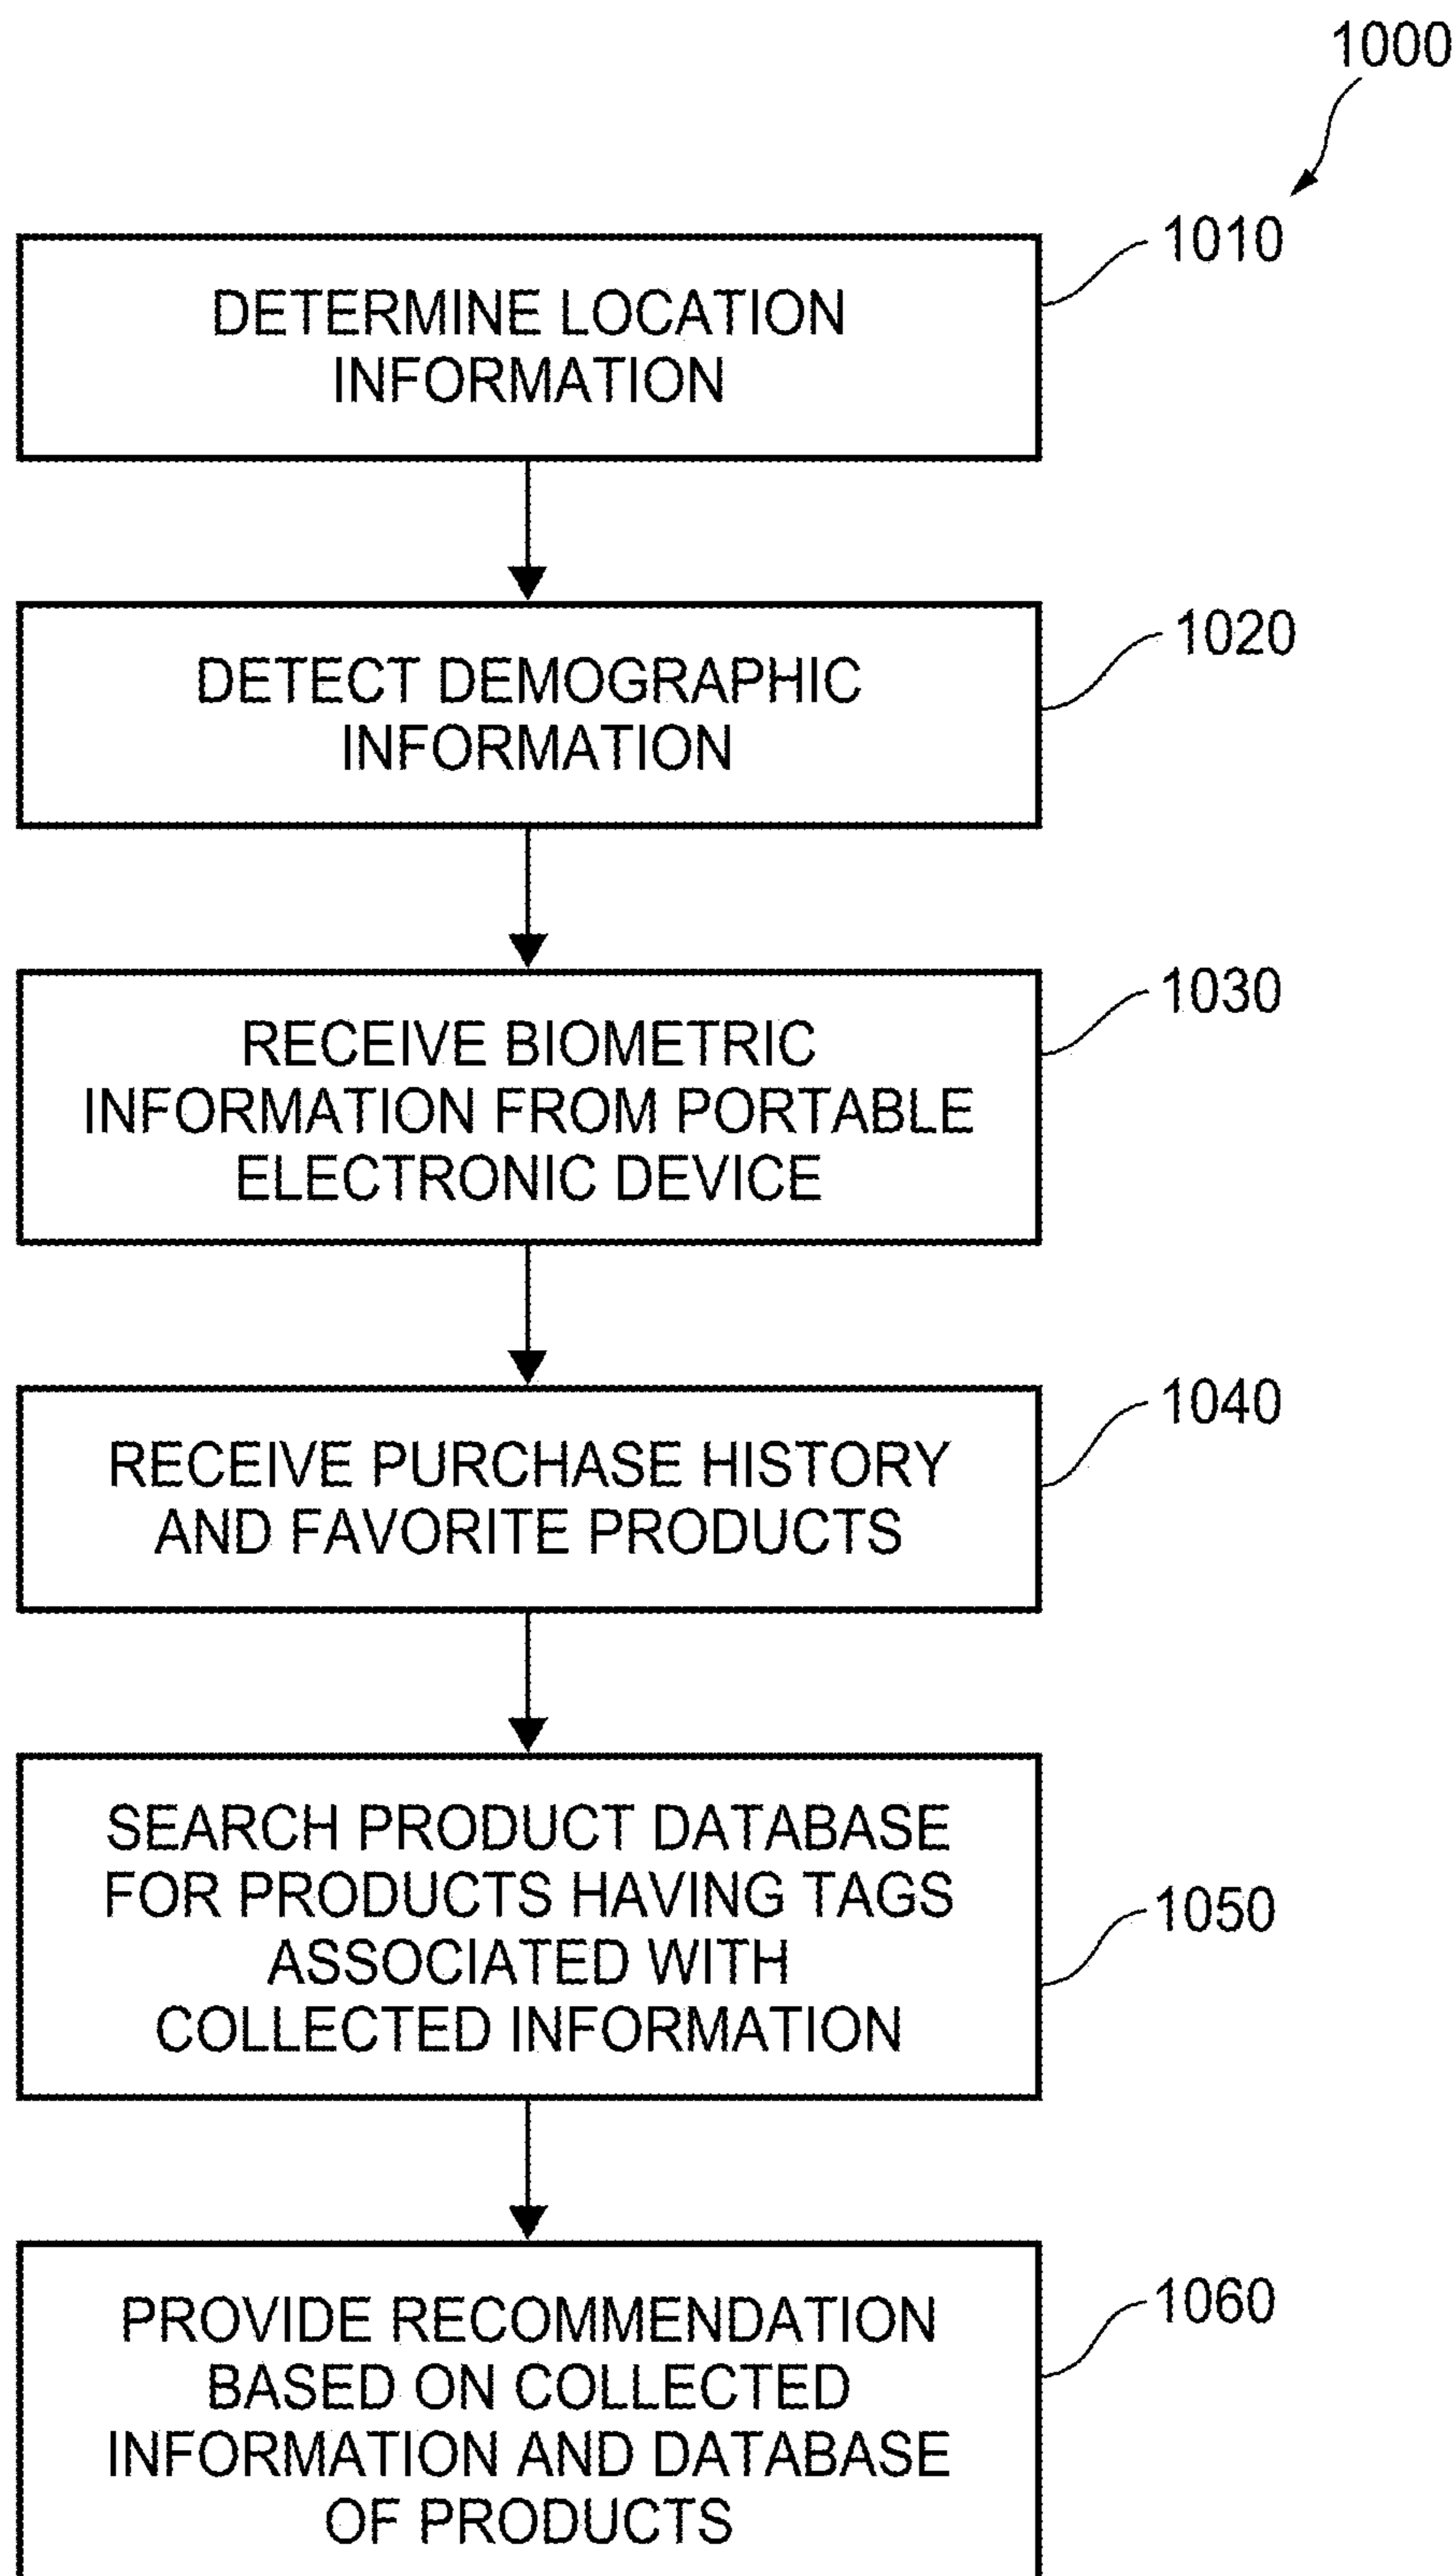 1000
1010
DETERMINE LOCATION
INFORMATION
1020
DETECT DEMOGRAPHIC
INFORMATION
1030
RECEIVE BIOMETRIC
INFORMATION FROM PORTABLE
ELECTRONIC DEVICE
1040
RECEIVE PURCHASE HISTORY
AND FAVORITE PRODUCTS
SEARCH PRODUCT DATABASE
FOR PRODUCTS HAVING TAGS
1050
ASSOCIATED WITH
COLLECTED INFORMATION
1060
PROVIDE RECOMMENDATION
BASED ON COLLECTED
INFORMATION AND DATABASE
OF PRODUCTS